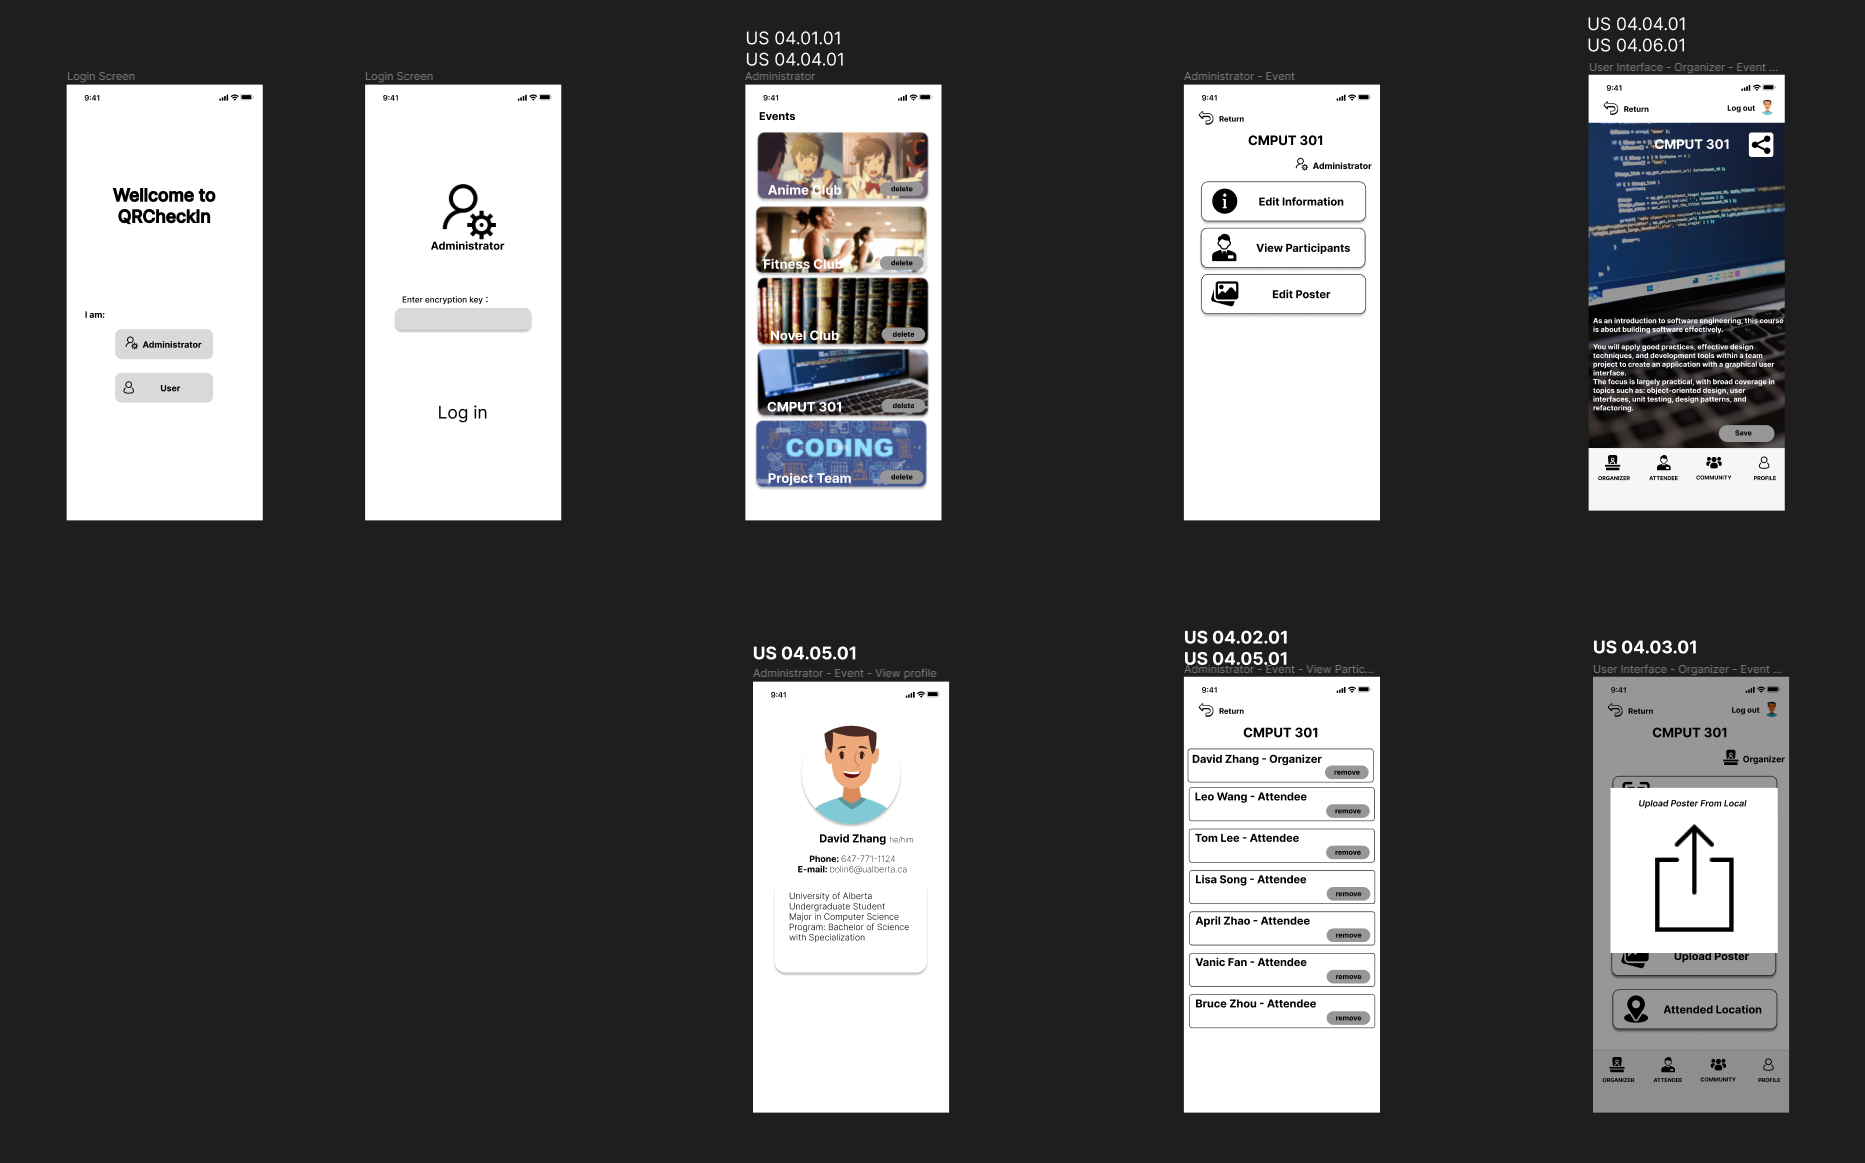 Login Screen
9:41
Wellcome to
QRCheckIn
I am:
Administrator
User
Login Screen
9:41
Administrator
Enter encryption key :
Log in
US 04.01.01
US 04.04.01
Administrator
9:41
Events
Anime Club
delete
Fitness Club
delete
Novel Club
delete
CMPUT 301
delete
CODING
Project Team
delete
Administrator - Event
9:41
Return
CMPUT 301
Administrator
Edit Information
View Participants
Edit Poster
US 04.04.01
US 04.06.01
User Interface - Organizer - Event ...
9:41
Return
Log out
CMPUT 301
As an introduction to software engineering, this course
is about building software effectively.
You will apply good practices, effective design
techniques, and development tools within a team
project to create an application with a graphical user
interface.
The focus is largely practical, with broad coverage in
topics such as: object-oriented design, user
interfaces, unit testing, design patterns, and
refactoring.
Save
ORGANIZER
ATTENDEE
COMMUNITY
PROFILE
US 04.05.01
Administrator - Event - View profile
9:41
David Zhang he/him
Phone: 647-771-1124
E-mail: bolin6@ualberta.ca
University of Alberta
Undergraduate Student
Major in Computer Science
Program: Bachelor of Science
with Specialization
US 04.02.01
US 04.05.01
Administrator - Event - View Partic...
9:41
Return
CMPUT 301
David Zhang - Organizer
remove
Leo Wang - Attendee
remove
Tom Lee - Attendee
remove
Lisa Song - Attendee
remove
April Zhao - Attendee
remove
Vanic Fan - Attendee
remove
Bruce Zhou - Attendee
remove
US 04.03.01
User Interface - Organizer - Event ...
9:41
Return
Log out
CMPUT 301
Organizer
Upload Poster From Local
Upload Poster
Attended Location
ORGANIZER
ATTENDEE
COMMUNITY
PROFILE